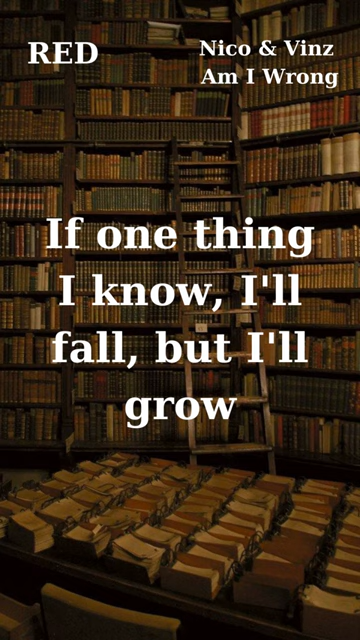 RED
Nico & Vinz
Am I Wrong
If one thing
I know, I'll
fall, but I'll
grow